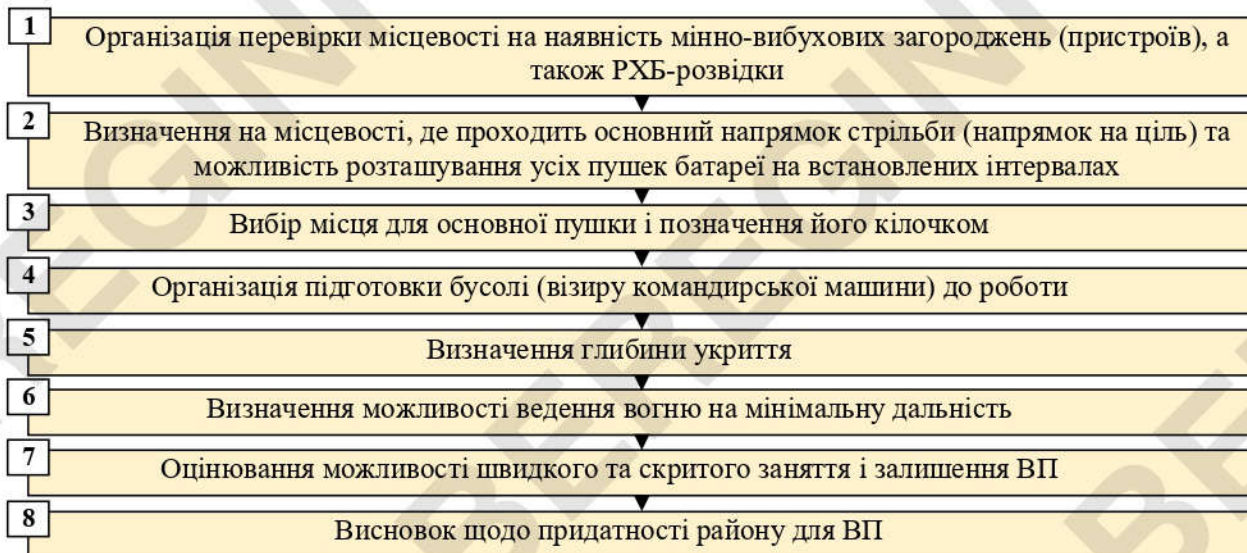 1
Організація перевірки місцевості на наявність мінно-вибухових загороджень (пристроїв), а
також РХБ-розвідки
2
Визначення на місцевості, де проходить основний напрямок стрільби (напрямок на ціль) та
можливість розташування усіх пушек батареї на встановлених інтервалах
3
Вибір місця для основної пушки і позначення його кілочком
4
Організація підготовки бусолі (візиру командирської машини) до роботи
5
Визначення глибини укриття
6
Визначення можливості ведення вогню на мінімальну дальність
7
Оцінювання можливості швидкого та скритого заняття і залишення ВП
8
Висновок щодо придатності району для ВП
BEREGINI
BEREGINI